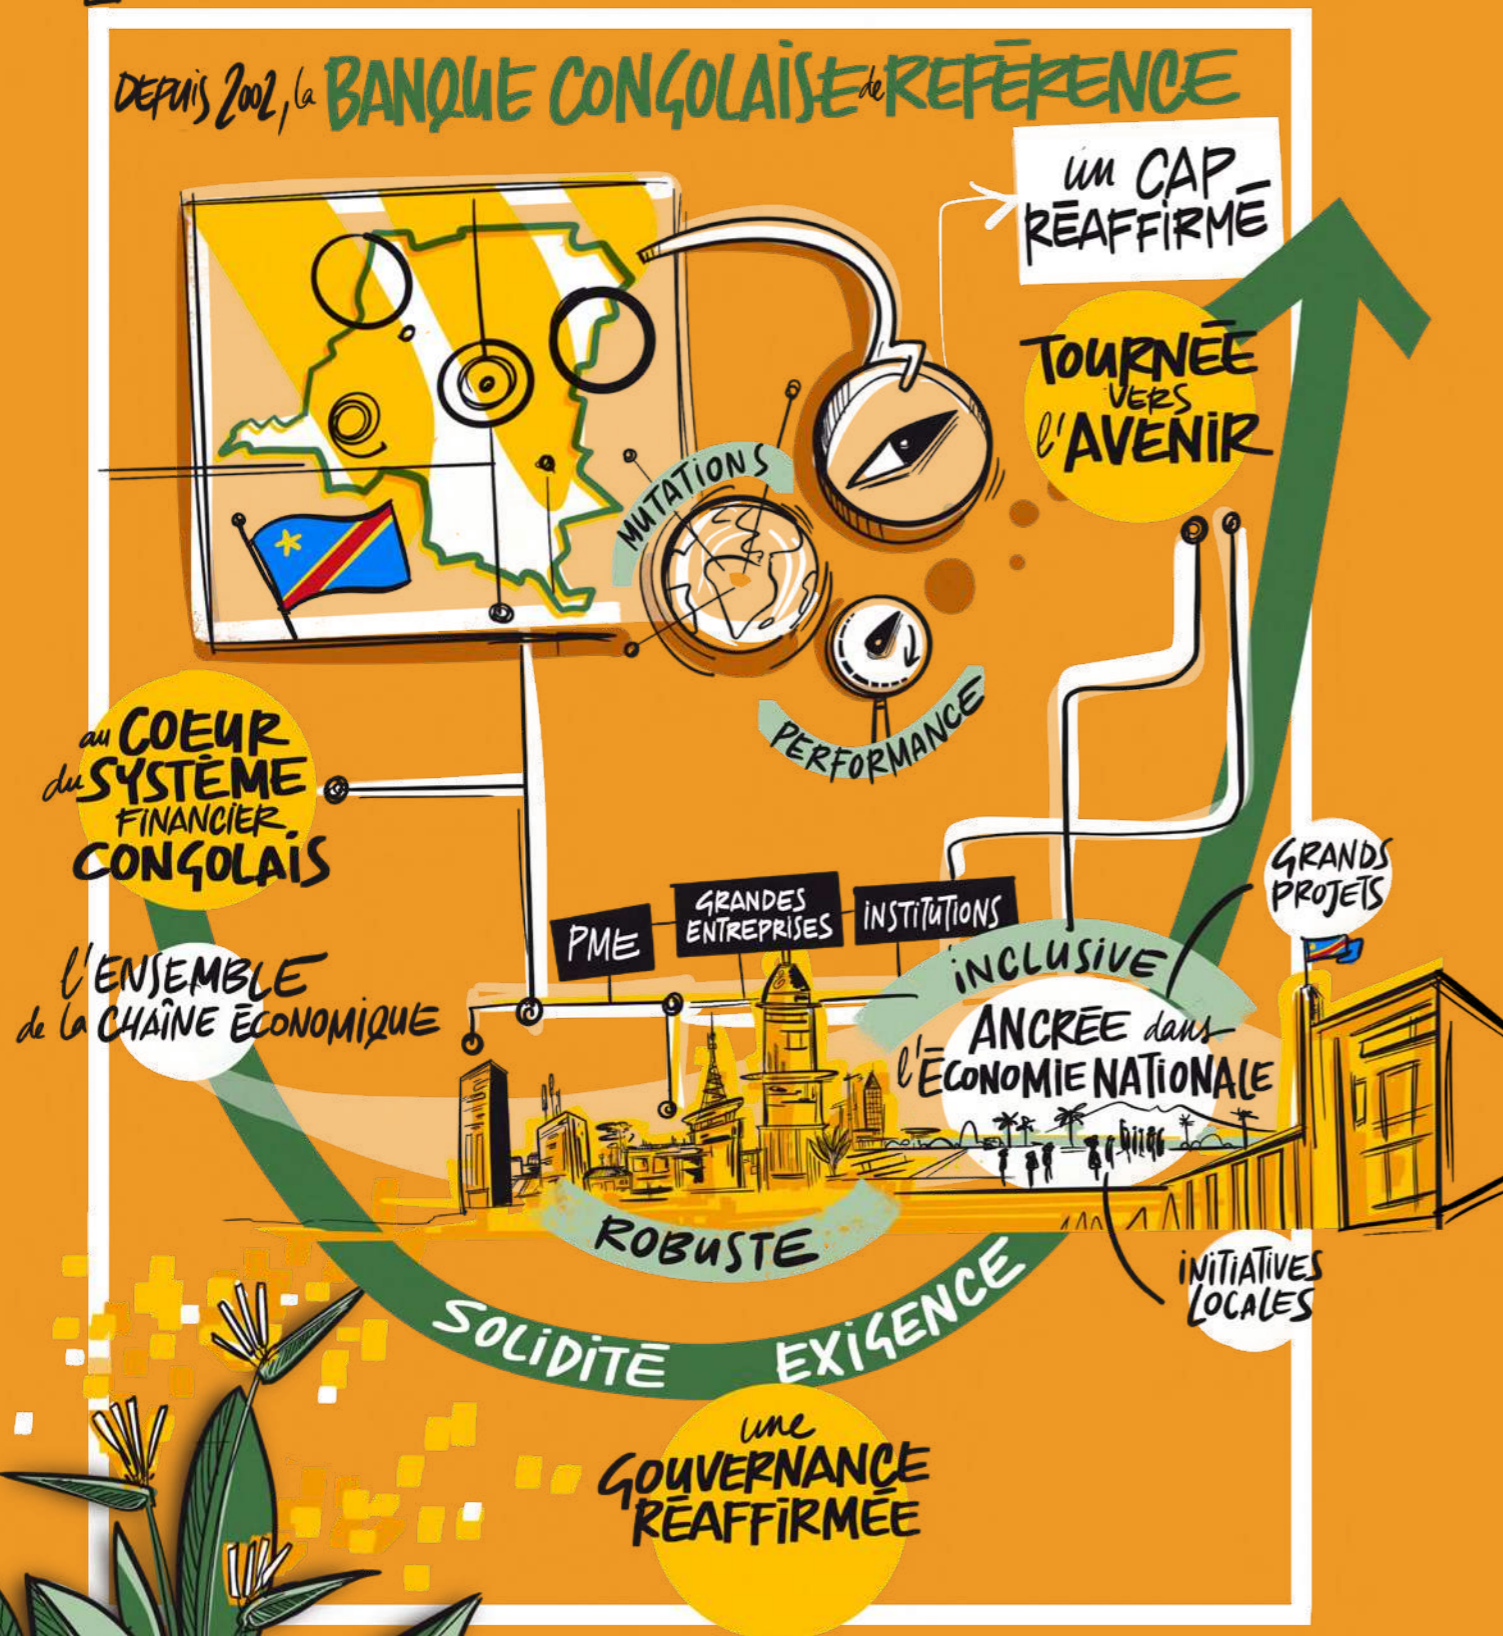 DEPUIS 2002, la BANQUE CONGOLAISE de RÉFÉRENCE
un CAP
RÉAFFIRMÉ
TOURNÉE
VERS
l'AVENIR
MUTATIONS
PERFORMANCE
au COEUR
du SYSTÈME
FINANCIER
CONGOLAIS
l'ENSEMBLE
de la CHAÎNE ÉCONOMIQUE
PME
GRANDES
ENTREPRISES
INSTITUTIONS
GRANDS
PROJETS
INCLUSIVE
ANCRÉE dans
l'ÉCONOMIE NATIONALE
ROBUSTE
INITIATIVES
LOCALES
SOLIDITÉ EXIGENCE
une
GOUVERNANCE
RÉAFFIRMÉE